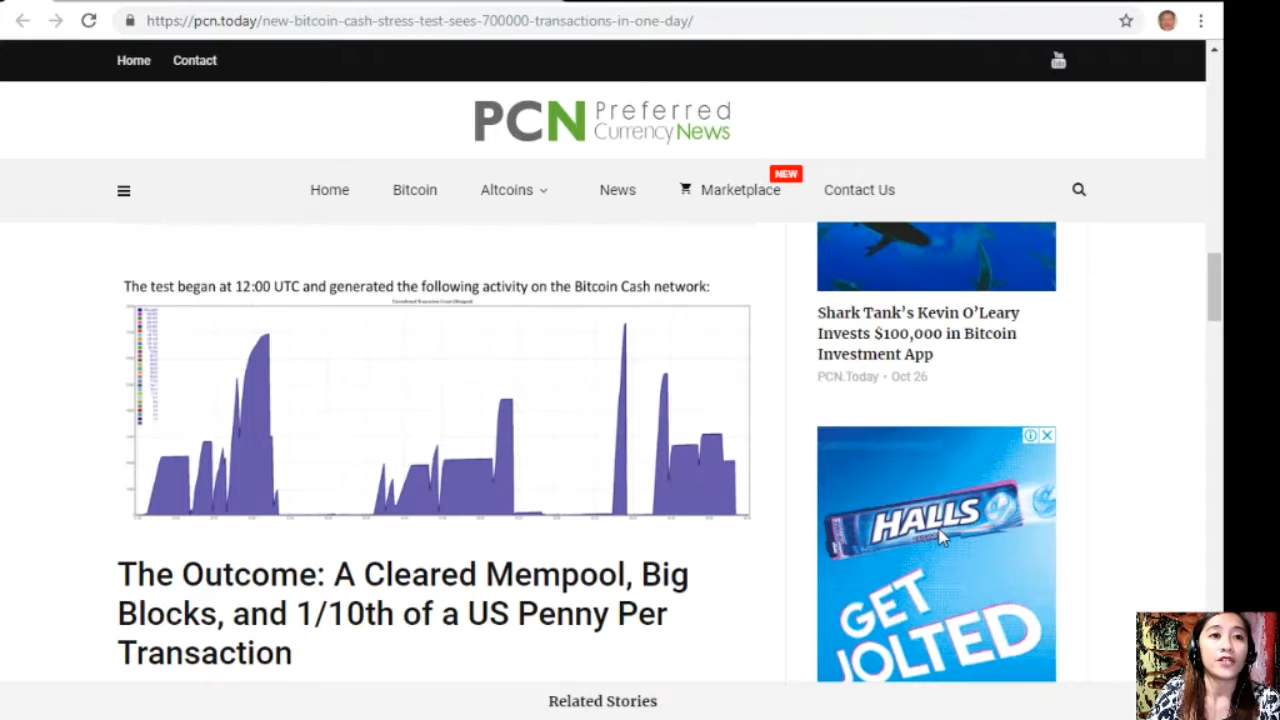 https://pcn.today/new-bitcoin-cash-stress-test-sees-700000-transactions-in-one-day/
Home Contact
You
PCN Preferred
Currency News
NEW
Home Bitcoin Altcoins News Marketplace Contact Us
The test began at 12:00 UTC and generated the following activity on the Bitcoin Cash network:
The Outcome: A Cleared Mempool, Big
Blocks, and 1/10th of a US Penny Per
Transaction
Shark Tank’s Kevin O’Leary
Invests $100,000 in Bitcoin
Investment App
PCN.Today • Oct 26
HALLS
GET
JOLTED
Related Stories